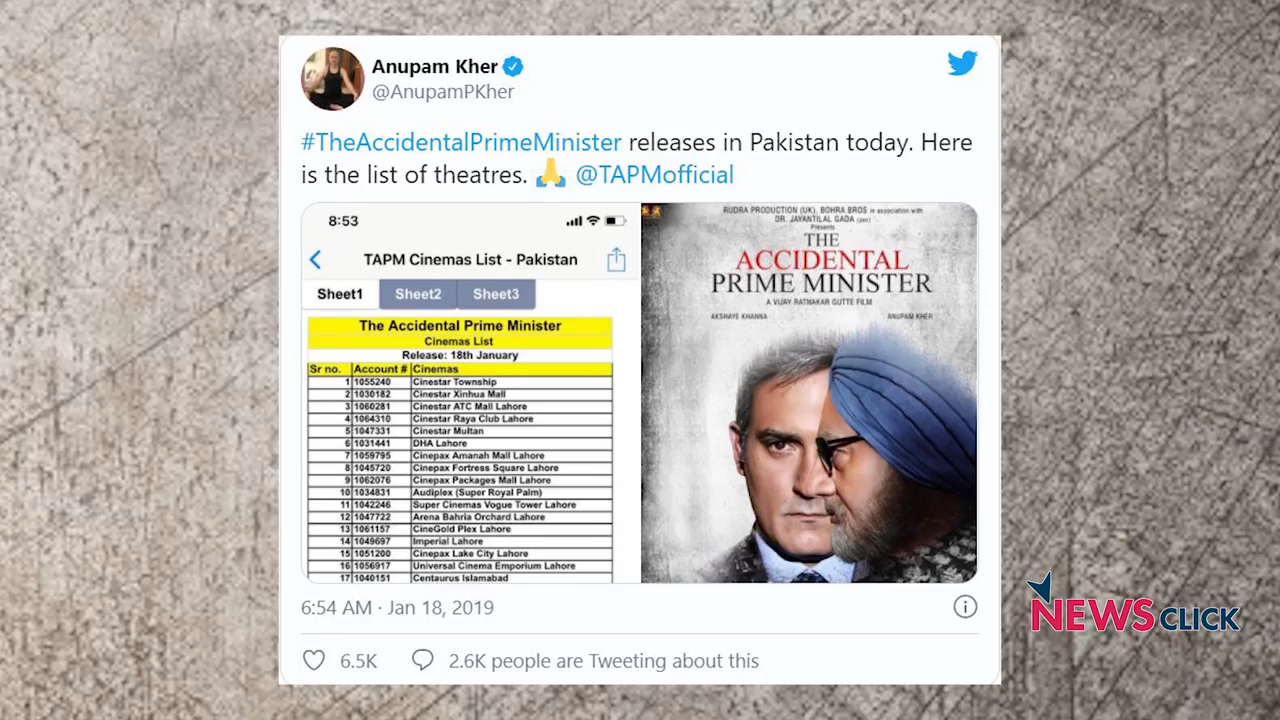 Anupam Kher
@AnupamPKher
#TheAccidentalPrimeMinister releases in Pakistan today. Here
is the list of theatres. 🙏 @TAPMofficial
8:53
TAPM Cinemas List - Pakistan
Sheet1 Sheet2 Sheet3
The Accidental Prime Minister
Cinemas List
Release: 18th January
Sr no. Account # Cinemas
1 1055240 Cinestar Township
2 1030182 Cinestar Xinhua Mall
3 1060281 Cinestar ATC Mall Lahore
4 1064310 Cinestar Raya Club Lahore
5 1047331 Cinestar Multan
6 1031441 DHA Lahore
7 1059795 Cinepax Amanah Mall Lahore
8 1045720 Cinepax Fortress Square Lahore
9 1062076 Cinepax Packages Mall Lahore
10 1034831 Audiplex (Super Royal Palm)
11 1042246 Super Cinemas Vogue Tower Lahore
12 1047722 Arena Bahria Orchard Lahore
13 1061157 CineGold Plex Lahore
14 1049697 Imperial Lahore
15 1051200 Cinepax Lake City Lahore
16 1056917 Universal Cinema Emporium Lahore
17 1040151 Centaurus Islamabad
RUDRA PRODUCTION (UK), BOHRA BROS in association with
DR. JAYANTILAL GADA (pen)
Presents
THE
ACCIDENTAL
PRIME MINISTER
A VIJAY RATNAKAR GUTTE FILM
AKSHAYE KHANNA ANUPAM KHER
6:54 AM · Jan 18, 2019
6.5K 2.6K people are Tweeting about this
NEWSCLICK